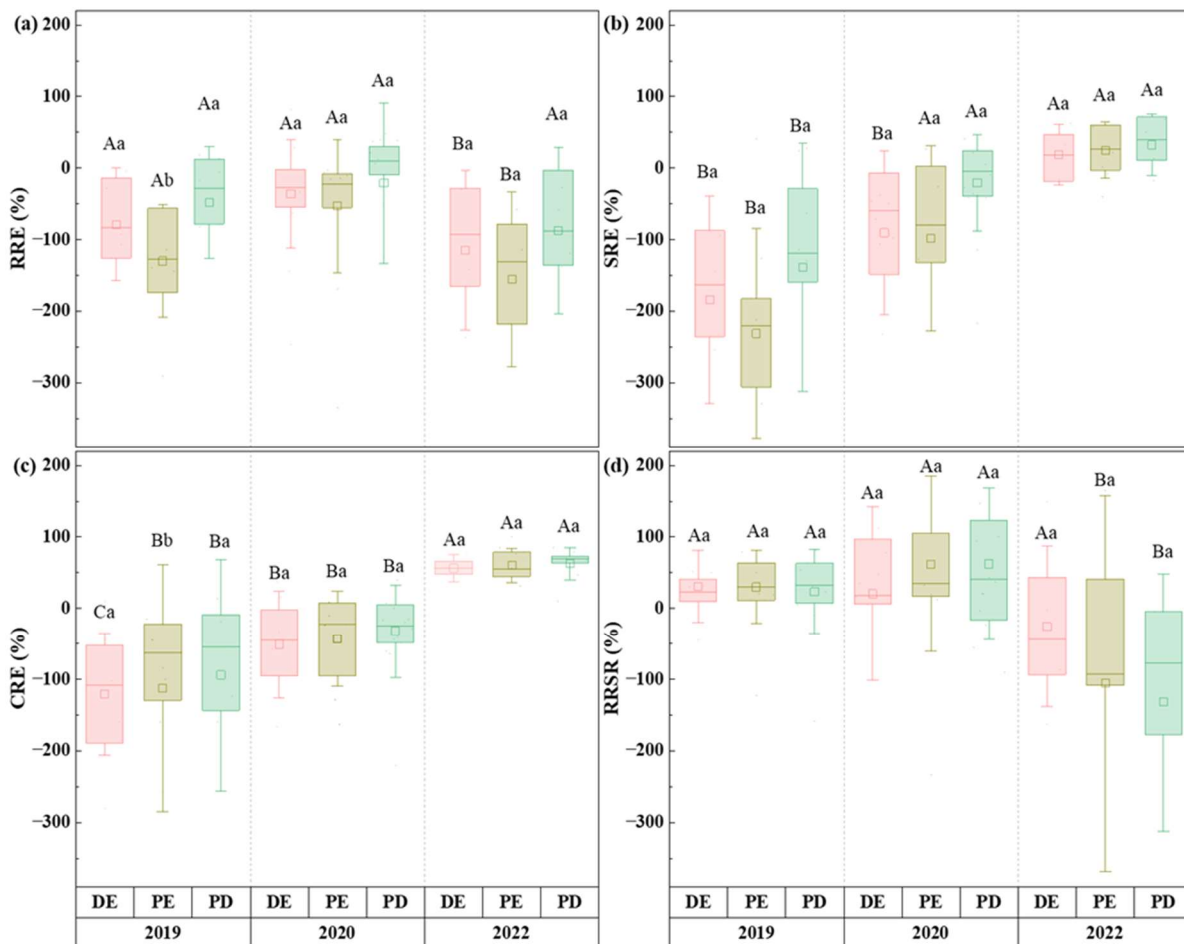 (a)
200
100
0
−100
−200
−300
RRE (%)
Aa
Ab
Aa
Aa
Aa
Aa
Ba
Ba
Aa
(b)
200
100
0
−100
−200
−300
SRE (%)
Ba
Ba
Ba
Ba
Aa
Aa
Aa
Aa
Aa
(c)
200
100
0
−100
−200
−300
CRE (%)
Ca
Bb
Ba
Ba
Ba
Ba
Aa
Aa
Aa
DE PE PD DE PE PD DE PE PD
2019 2020 2022
(d)
200
100
0
−100
−200
−300
RRSR (%)
Aa
Aa
Aa
Aa
Aa
Aa
Aa
Ba
Ba
DE PE PD DE PE PD DE PE PD
2019 2020 2022